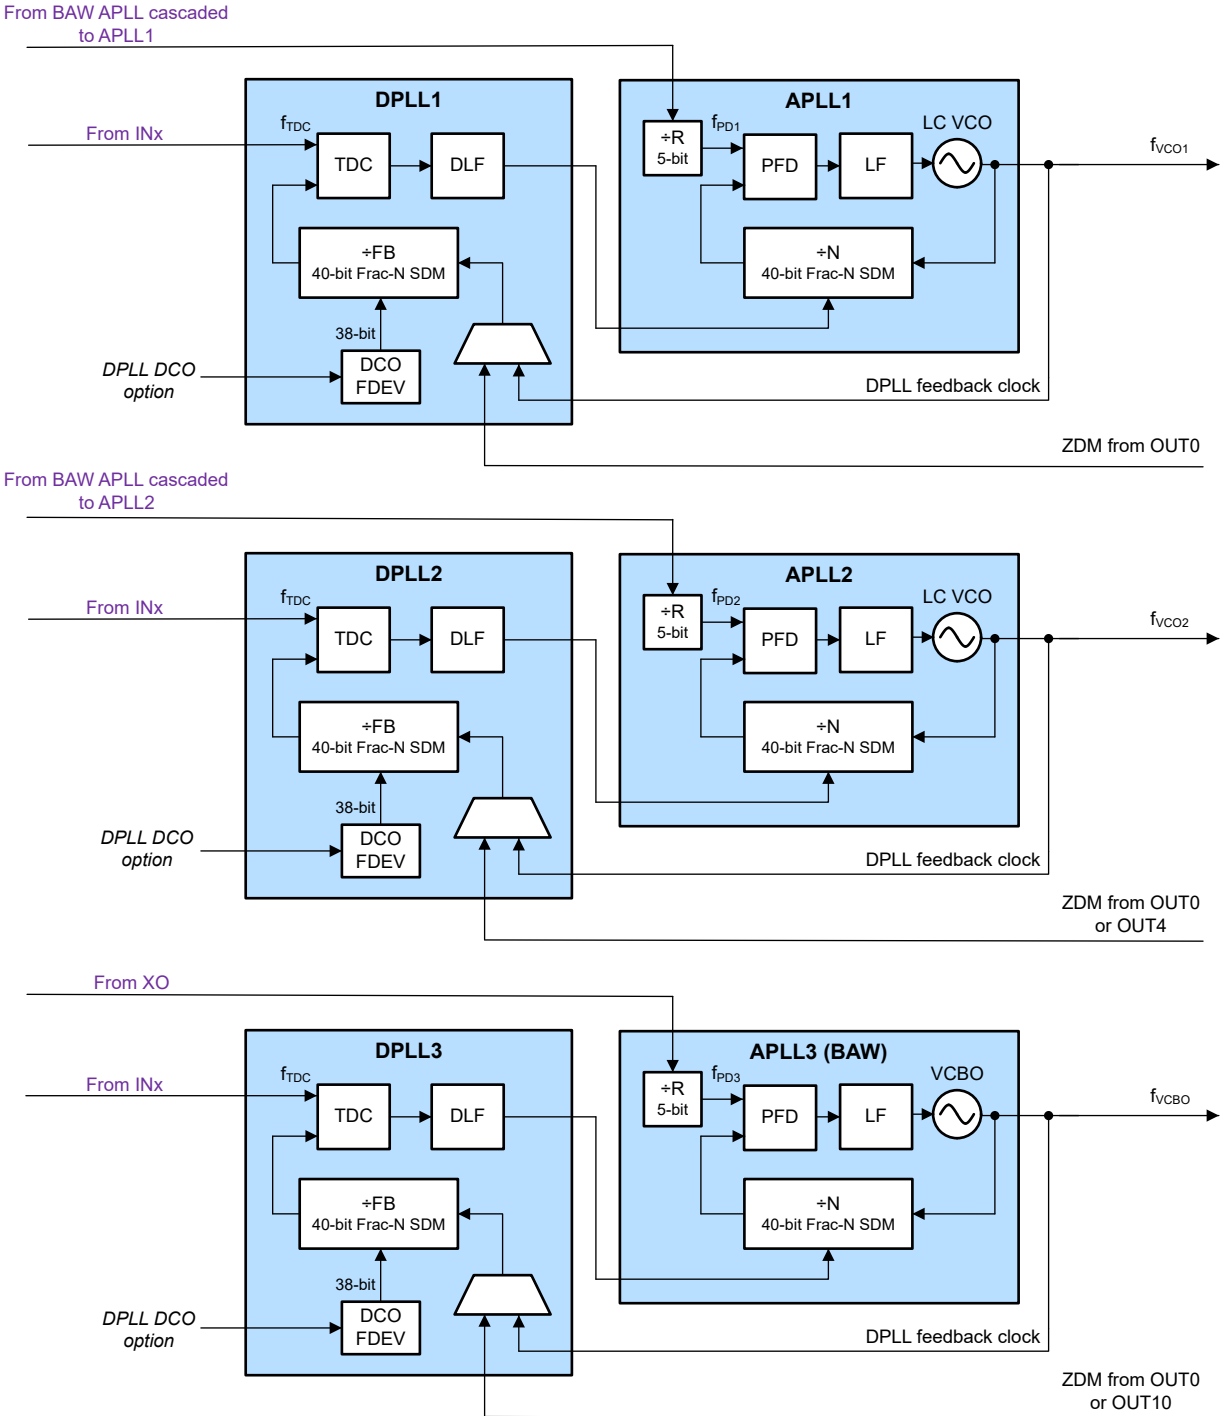 From BAW APLL cascaded
to APLL1
DPLL1
APLL1
From INx
fTDC
TDC
DLF
÷R
5-bit
fPD1
PFD
LF
LC VCO
fVCO1
÷FB
40-bit Frac-N SDM
÷N
40-bit Frac-N SDM
38-bit
DPLL DCO
option
DCO
FDEV
DPLL feedback clock
ZDM from OUT0
From BAW APLL cascaded
to APLL2
DPLL2
APLL2
From INx
fTDC
TDC
DLF
÷R
5-bit
fPD2
PFD
LF
LC VCO
fVCO2
÷FB
40-bit Frac-N SDM
÷N
40-bit Frac-N SDM
38-bit
DPLL DCO
option
DCO
FDEV
DPLL feedback clock
ZDM from OUT0
or OUT4
From XO
DPLL3
APLL3 (BAW)
From INx
fTDC
TDC
DLF
÷R
5-bit
fPD3
PFD
LF
VCBO
fVCBO
÷FB
40-bit Frac-N SDM
÷N
40-bit Frac-N SDM
38-bit
DPLL DCO
option
DCO
FDEV
DPLL feedback clock
ZDM from OUT0
or OUT10